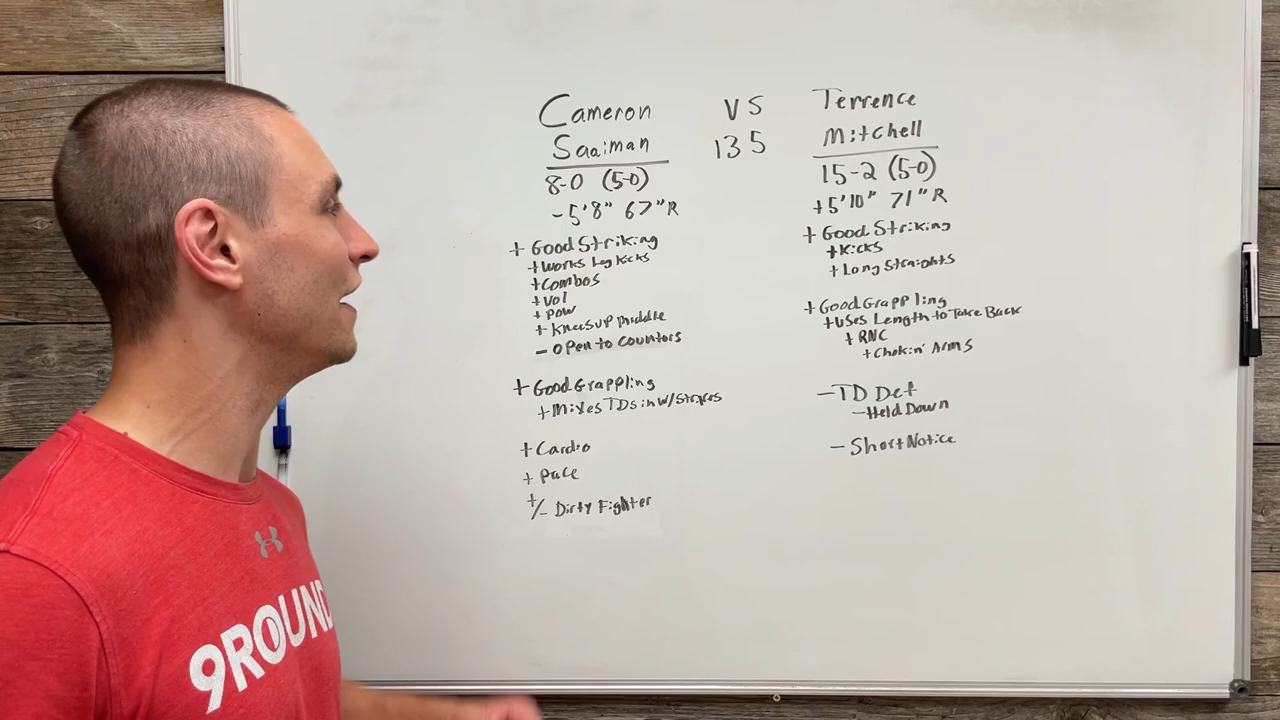 Cameron
Saaiman
8-0 (5-0)
- 5'8" 67"R
+ Good Striking
+ Works Leg Kicks
+ Combos
+ Vol
+ Pow
+ Knees up middle
- Open to Counters
+ Good Grappling
+ Mixes TDs in w/ Strikes
+ Cardio
+ Pace
+/- Dirty Fighter
VS
135
Terrence
Mitchell
15-2 (5-0)
+ 5'10" 71"R
+ Good Striking
+ Kicks
+ Long Straights
+ Good Grappling
+ Uses Length to Take Back
+ RNC
+ Chokin' Arms
- TD Def
- Held Down
- Short Notice
9ROUND